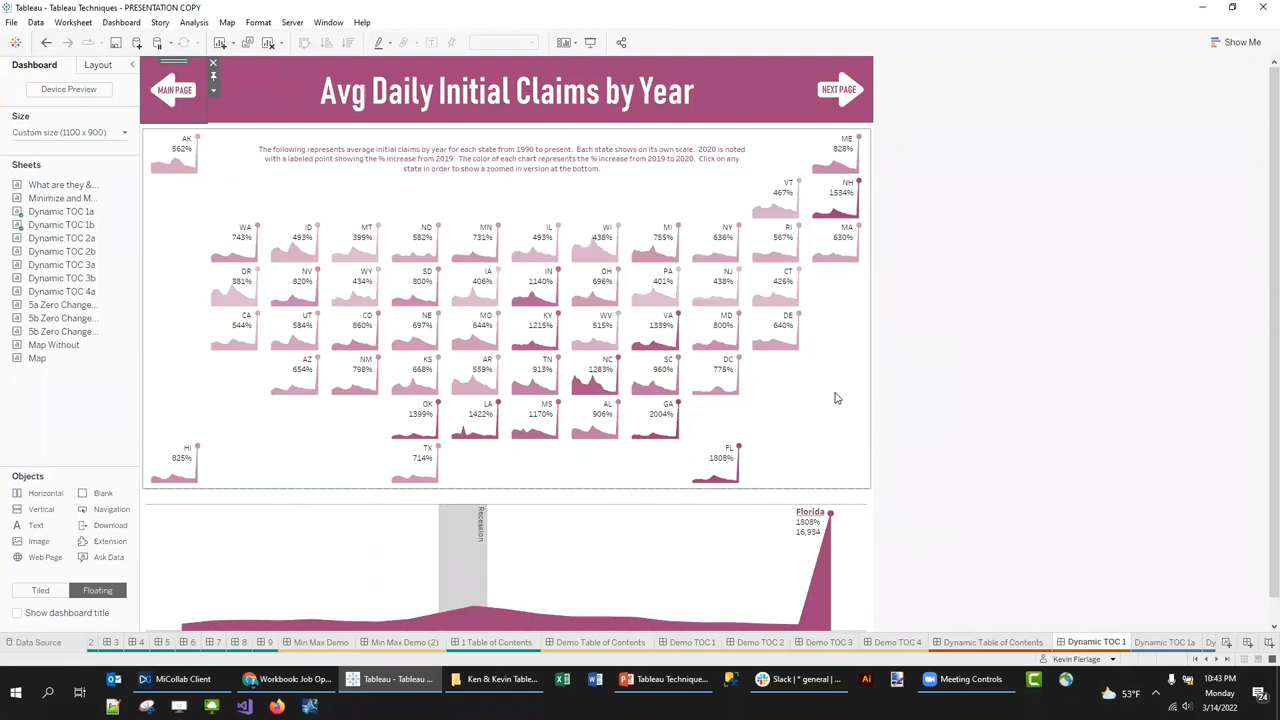 Tableau - Tableau Techniques - PRESENTATION COPY
File Data Worksheet Dashboard Story Analysis Map Format Server Window Help
Show Me
Dashboard Layout
Device Preview
Size
Custom size (1100 x 900)
Sheets
What are they &...
Minimize and M...
Dynamic TOC 1a
Dynamic TOC 1b
Dynamic TOC 2a
Dynamic TOC 2b
Dynamic TOC 3a
Dynamic TOC 3b
Dynamic TOC 4a
5a Zero Change...
5b Zero Change...
5b Zero Change...
Map Without
Map
Objects
Horizontal Blank
Vertical Navigation
Text Download
Image Extension
Web Page Ask Data
Tiled Floating
Show dashboard title
MAIN PAGE
Avg Daily Initial Claims by Year
NEXT PAGE
The following represents average initial claims by year for each state from 1990 to present. Each state shows on its own scale. 2020 is noted
with a labeled point showing the % increase from 2019. The color of each chart represents the % increase from 2019 to 2020. Click on any
state in order to show a zoomed in version at the bottom.
AK ME
562% 828%
VT NH
467% 1534%
WA ID MT ND MN IL WI MI NY RI MA
743% 493% 399% 582% 731% 493% 438% 755% 636% 567% 630%
OR NV WY SD IA IN OH PA NJ CT
381% 820% 434% 800% 406% 1140% 696% 401% 438% 426%
CA UT CO NE MO KY WV VA MD DE
544% 584% 860% 697% 644% 1215% 515% 1339% 800% 640%
AZ NM KS AR TN NC SC DC
654% 798% 668% 559% 913% 1283% 960% 775%
OK LA MS AL GA
1399% 1422% 1170% 906% 2004%
HI TX FL
825% 714% 1808%
Recession
Florida
1808%
16,934
Data Source 2 3 4 5 6 7 8 9 Min Max Demo Min Max Demo (2) 1 Table of Contents Demo Table of Contents Demo TOC 1 Demo TOC 2 Demo TOC 3 Demo TOC 4 Dynamic Table of Contents Dynamic TOC 1 Dynamic TOC 1a Dy
Kevin Flerlage
MiCollab Client Workbook: Job Op... Tableau - Tableau ... Ken & Kevin Table... Tableau Technique... Slack | * general | ... Meeting Controls
53°F
10:43 PM
Monday
3/14/2022
24